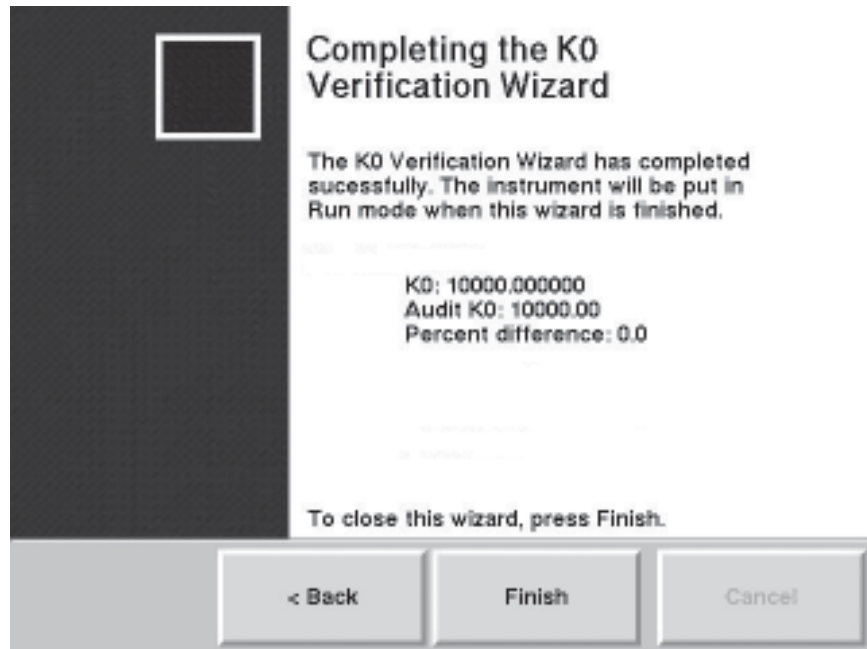 Completing the K0
Verification Wizard
The K0 Verification Wizard has completed
sucessfully. The instrument will be put in
Run mode when this wizard is finished.
K0: 10000.000000
Audit K0: 10000.00
Percent difference: 0.0
To close this wizard, press Finish.
< Back
Finish
Cancel